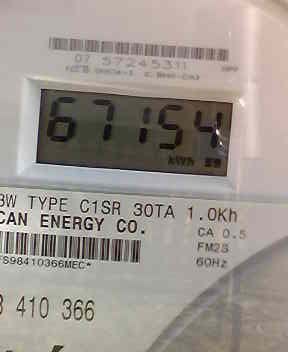 07 57245311
67154
kWh
3W TYPE C1SR 30TA 1.0Kh
CAN ENERGY CO.
CA 0.5
FM2S
60Hz
FS98410366MEC*
410 366